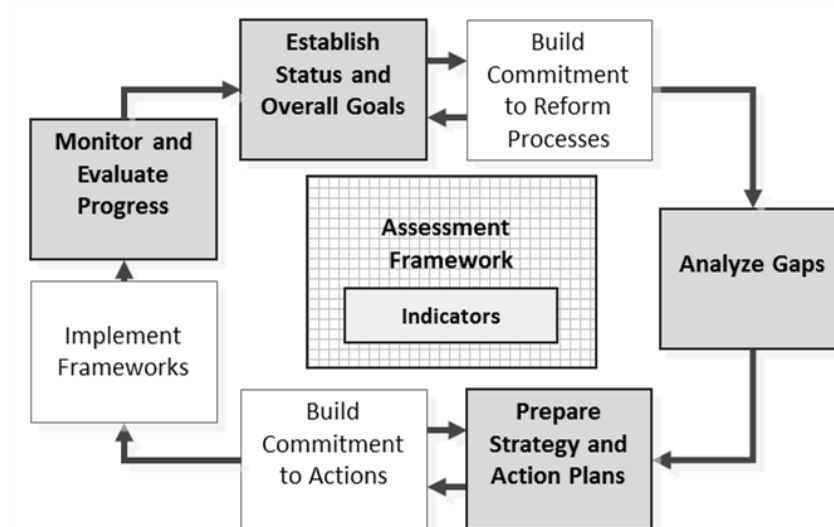 Establish
Status and
Overall Goals
Build
Commitment
to Reform
Processes
Monitor and
Evaluate
Progress
Assessment
Framework
Indicators
Analyze Gaps
Implement
Frameworks
Build
Commitment
to Actions
Prepare
Strategy and
Action Plans